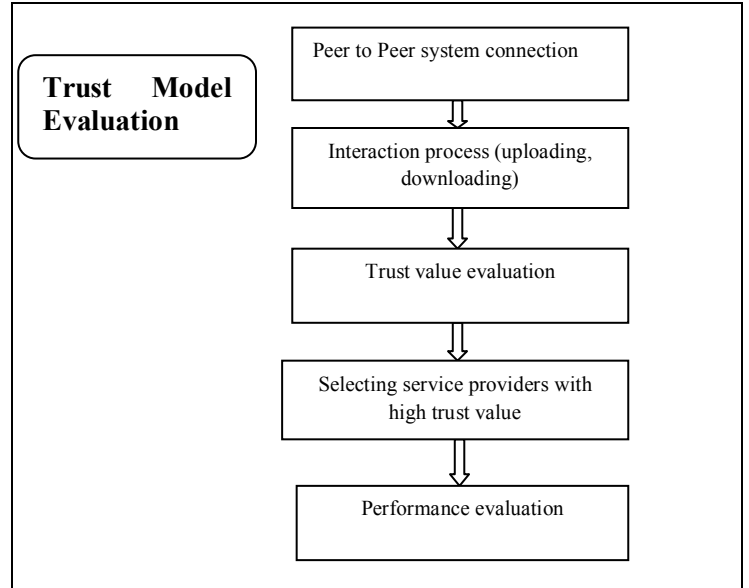 Trust Model
Evaluation
Peer to Peer system connection
Interaction process (uploading,
downloading)
Trust value evaluation
Selecting service providers with
high trust value
Performance evaluation